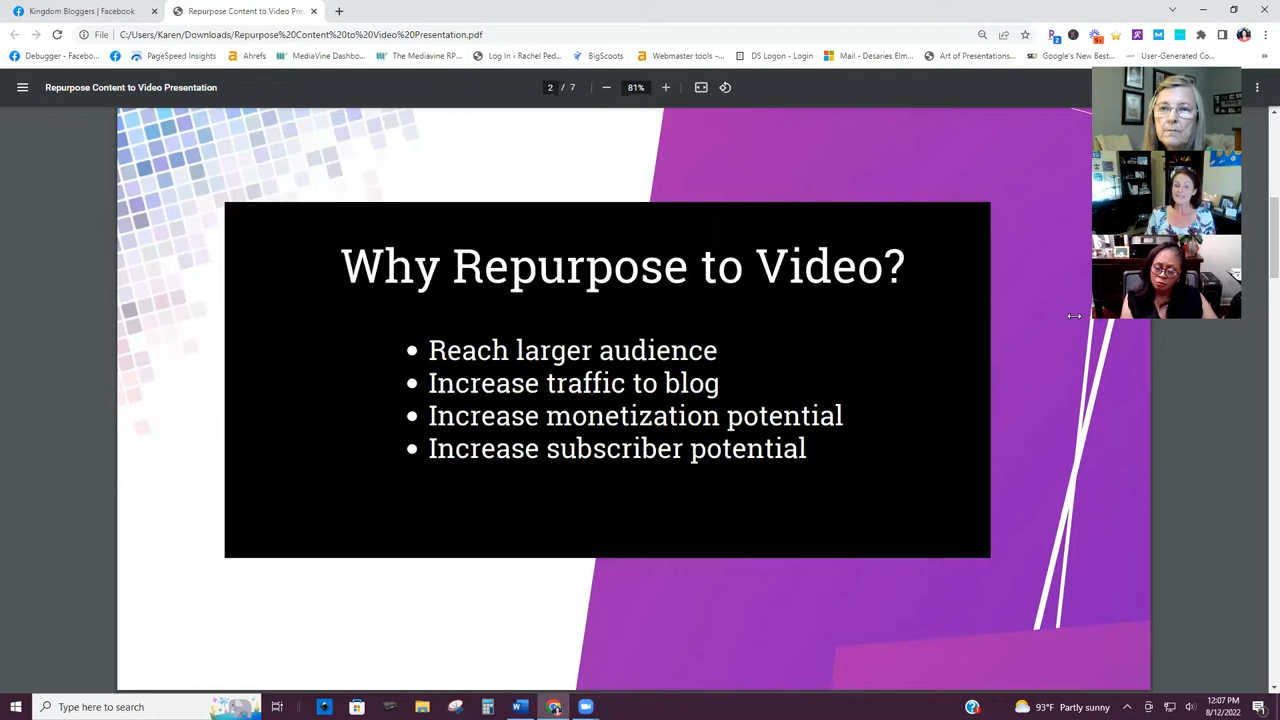 Kingdom Bloggers | Facebook
Repurpose Content to Video Pre
File
C:/Users/Karen/Downloads/Repurpose%20Content%20to%20Video%20Presentation.pdf
Debugger - Faceboo...
PageSpeed Insights
Ahrefs
MediaVine Dashbo...
The Mediavine RP...
Log In ‹ Rachel Ped...
BigScoots
Webmaster tools –...
DS Logon - Login
Mail - Desaries Elm...
Art of Presentations...
Google's New Best...
User-Generated Co...
Repurpose Content to Video Presentation
2 / 7
81%
Why Repurpose to Video?
• Reach larger audience
• Increase traffic to blog
• Increase monetization potential
• Increase subscriber potential
Type here to search
93°F Partly sunny
12:07 PM
8/12/2022